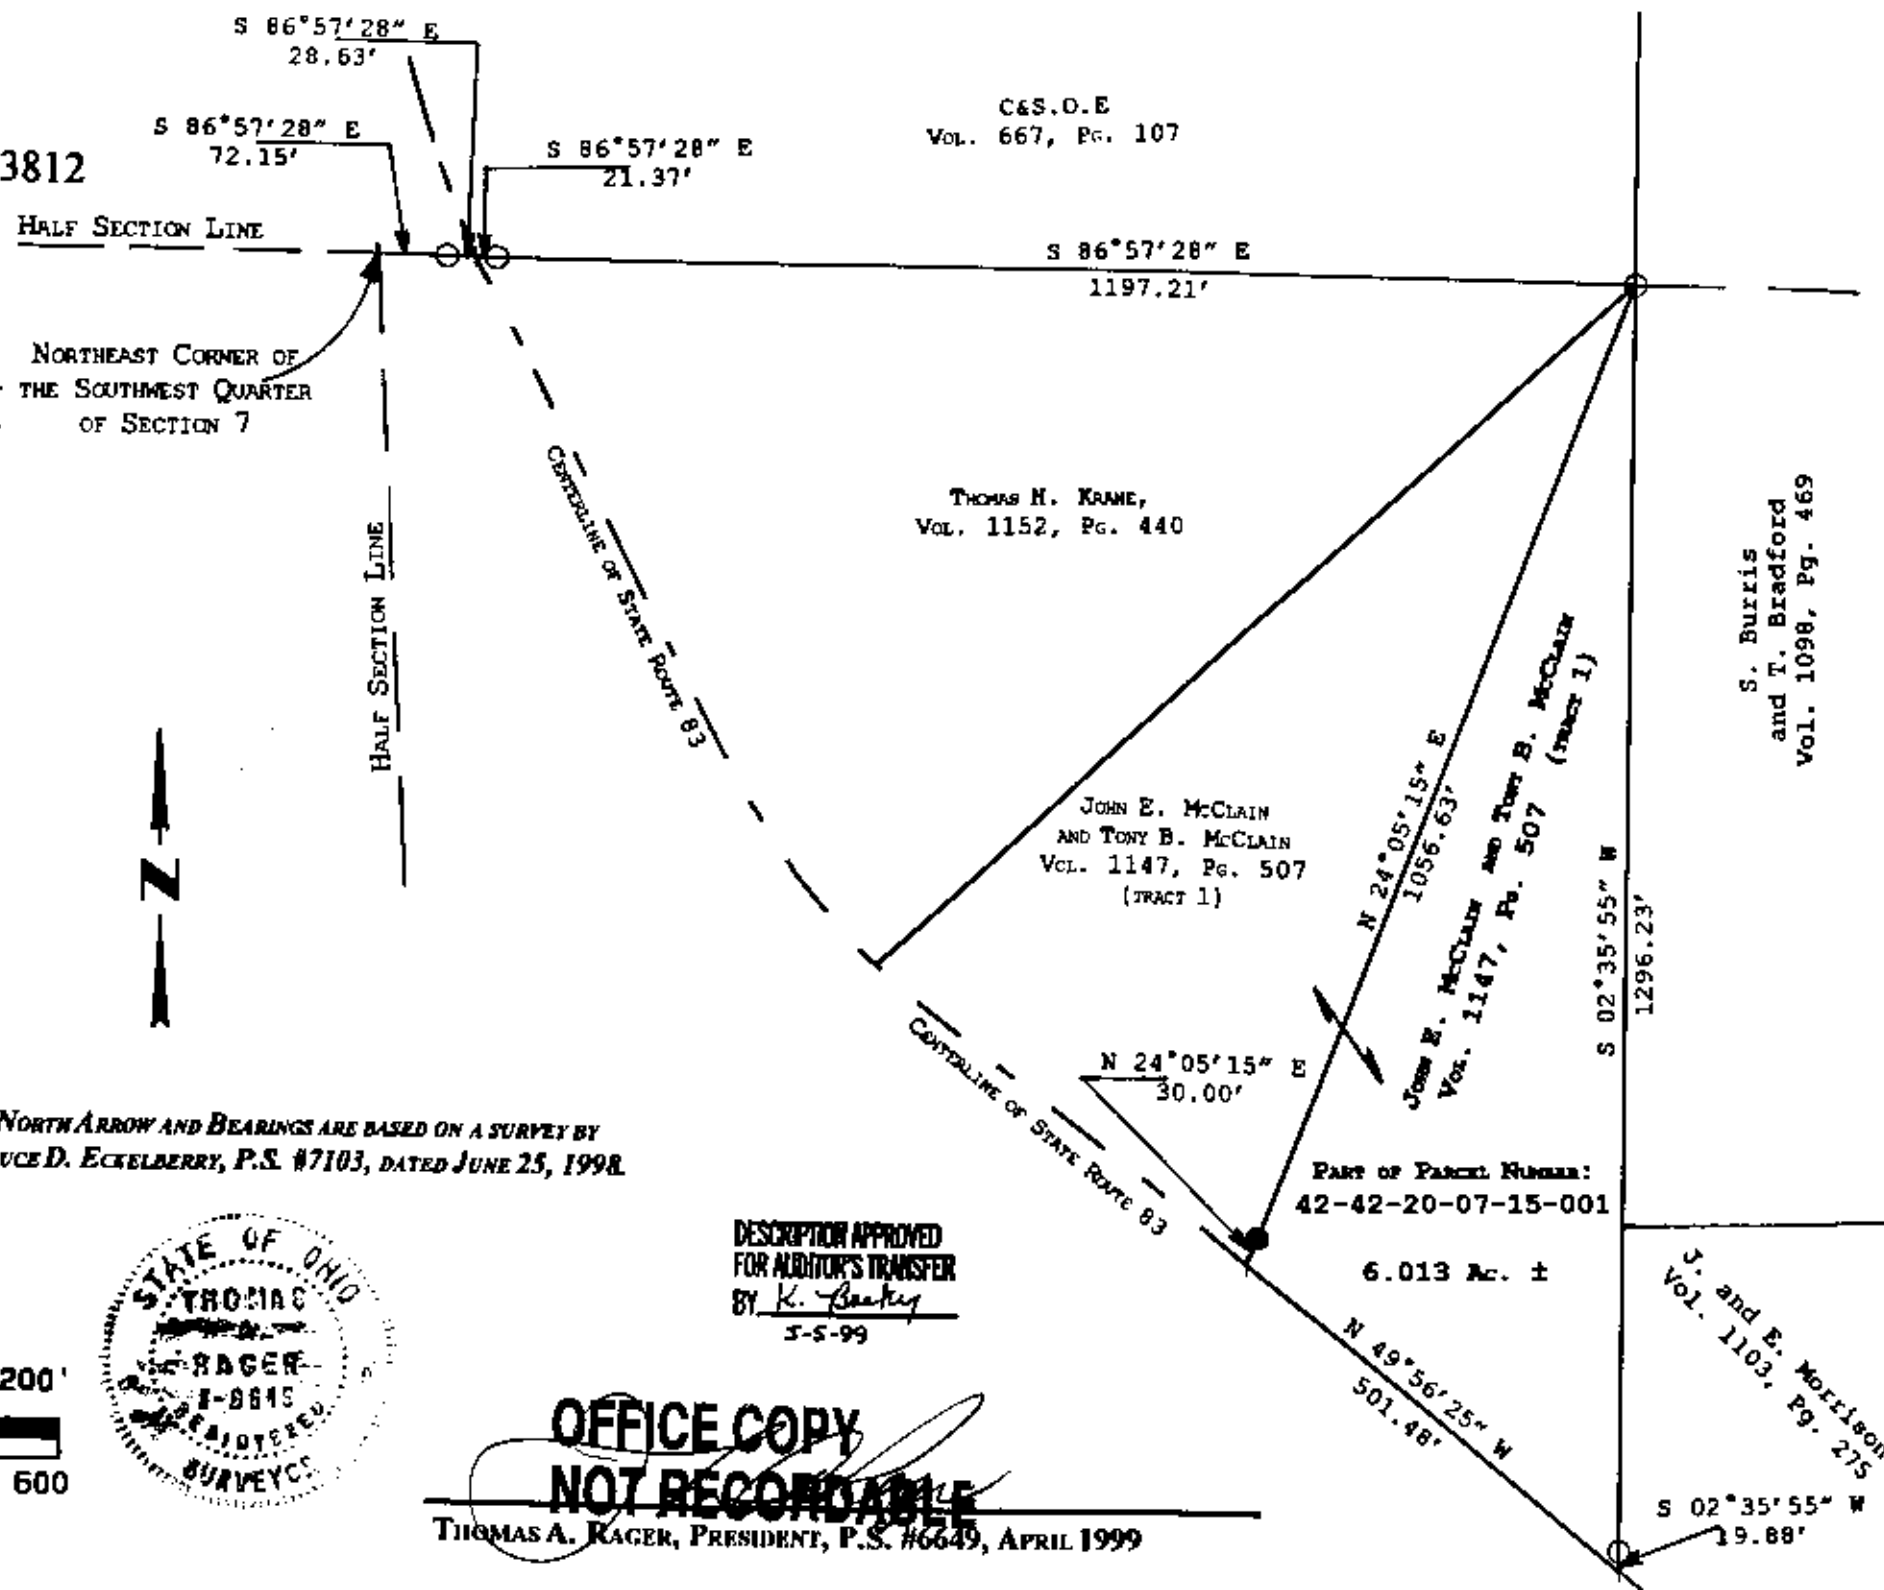 S 86°57'28" E
28.63'
S 86°57'28" E
72.15'
S 86°57'28" E
21.37'
C&S.O.E
Vol. 667, Pg. 107
3812
Half Section Line
S 86°57'28" E
1197.21'
Northeast Corner of
the Southwest Quarter
of Section 7
Half Section Line
Centerline of State Route 83
Thomas H. Krane,
Vol. 1152, Pg. 440
S. Burris
and T. Bradford
Vol. 1098, Pg. 469
John E. McClain
and Tony B. McClain
Vol. 1147, Pg. 507
(tract 1)
N 24°05'15" E
1056.63'
John E. McClain and Tony B. McClain
Vol. 1147, Pg. 507
(tract 1)
S 02°35'55" W
1296.23'
N
Centerline of State Route 83
N 24°05'15" E
30.00'
North Arrow and Bearings are based on a survey by
uce D. Eckelberry, P.S. #7103, dated June 25, 1998.
Part of Parcel Number:
42-42-20-07-15-001
6.013 Ac. ±
N 49°56'25" W
501.48'
J. and E. Morrison
Vol. 1103, Pg. 275
S 02°35'55" W
19.88'
STATE OF OHIO
THOMAS
RAGER
REGISTERED
SURVEYOR
DESCRIPTION APPROVED
FOR AUDITOR'S TRANSFER
BY K.
5-5-99
200'
600
OFFICE COPY
NOT RECORDABLE
Thomas A. Rager, President, P.S. #6649, April 1999